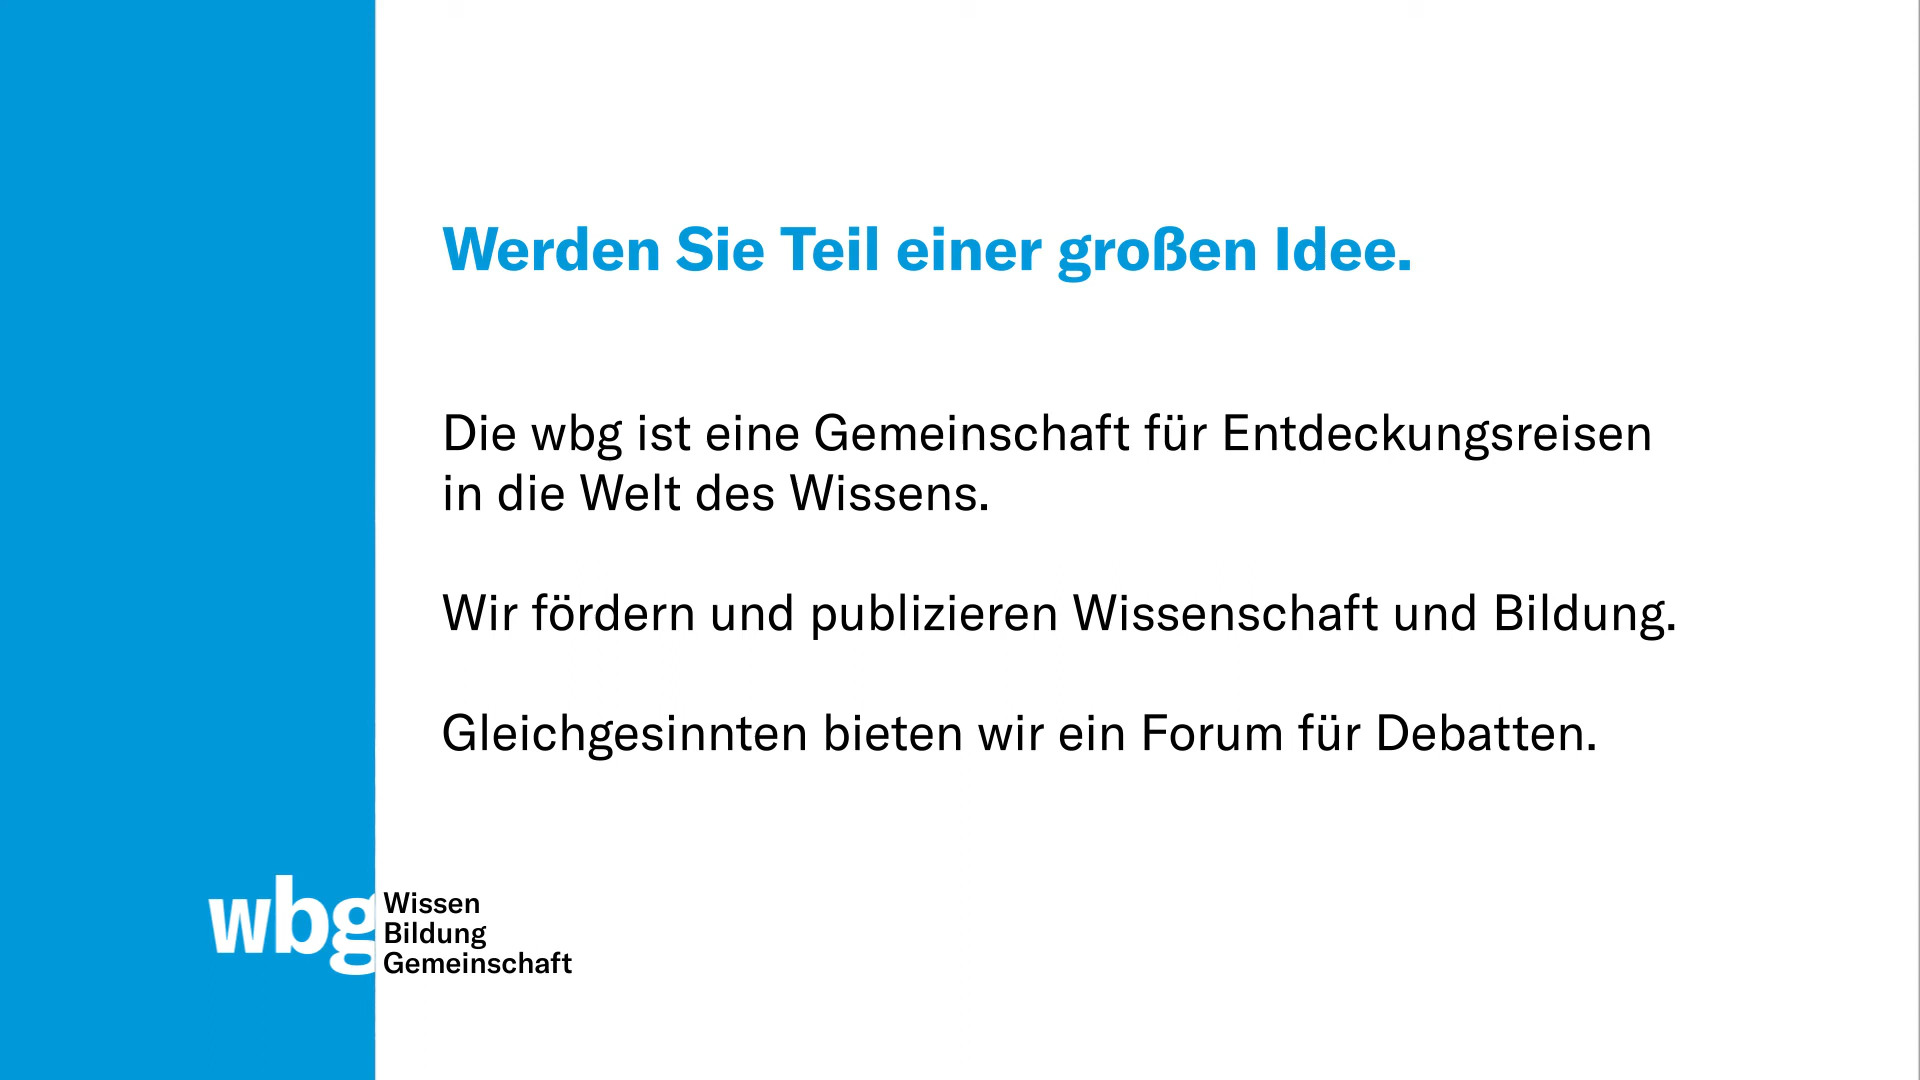 Werden Sie Teil einer großen Idee.
Die wbg ist eine Gemeinschaft für Entdeckungsreisen
in die Welt des Wissens.
Wir fördern und publizieren Wissenschaft und Bildung.
Gleichgesinnten bieten wir ein Forum für Debatten.
wbg
Wissen
Bildung
Gemeinschaft